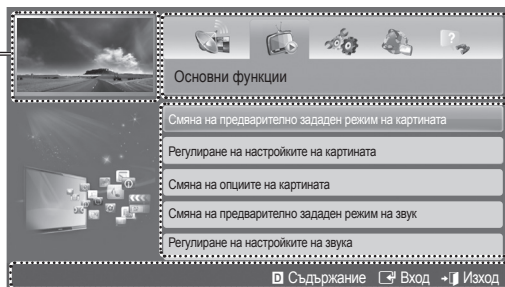 Основни функции
Смяна на предварително зададен режим на картината
Регулиране на настройките на картината
Смяна на опциите на картината
Смяна на предварително зададен режим на звук
Регулиране на настройките на звука
D Съдържание Вход Изход